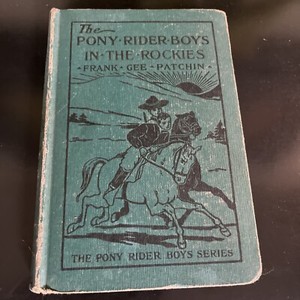 The
PONY·RIDER·BOYS
IN·THE·ROCKIES
·FRANK·GEE·PATCHIN·
THE PONY RIDER BOYS SERIES